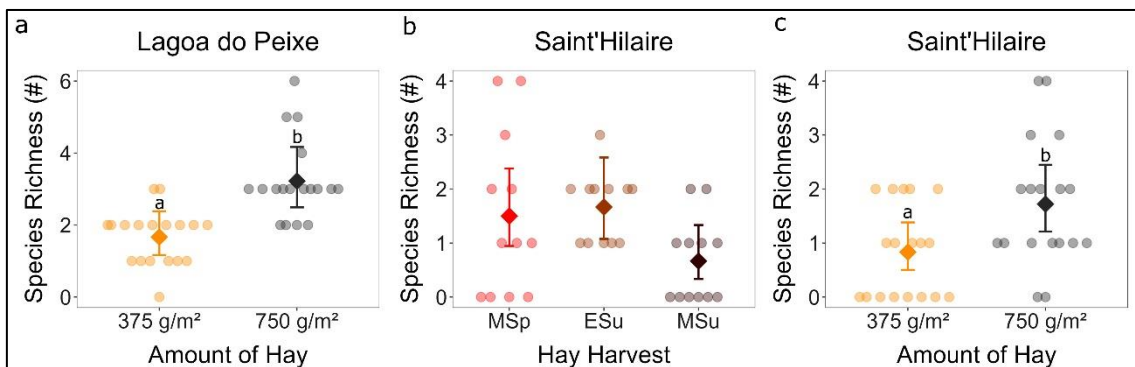 a
Lagoa do Peixe
Species Richness (#)
6
4
2
0
a
b
375 g/m²
750 g/m²
Amount of Hay
b
Saint'Hilaire
Species Richness (#)
4
3
2
1
0
MSp
ESu
MSu
Hay Harvest
c
Saint'Hilaire
Species Richness (#)
4
3
2
1
0
a
b
375 g/m²
750 g/m²
Amount of Hay